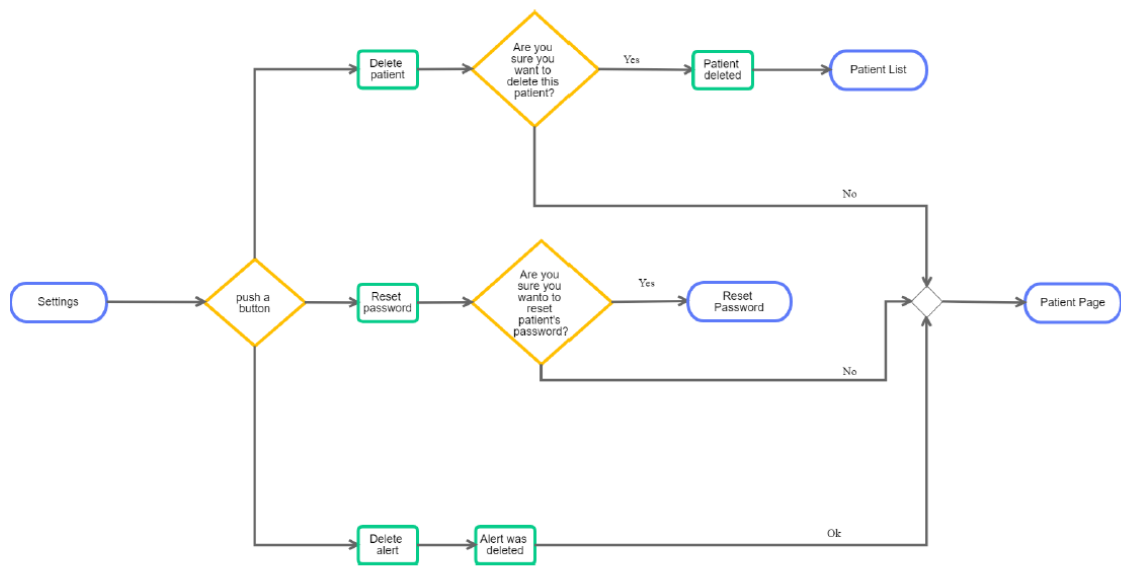 Delete
patient
Are you
sure you
want to
delete this
patient?
Yes
Patient
deleted
Patient List
No
Settings
push a
button
Reset
password
Are you
sure you
wanto to
reset
patient's
password?
Yes
Reset
Password
Patient Page
No
Delete
alert
Alert was
deleted
Ok